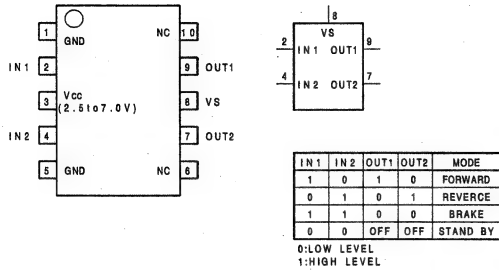 1 GND NC 10
IN1 2 9 OUT1
3 Vcc
(2.5to7.0V)
8 VS
IN2 4 7 OUT2
5 GND NC 6
8
VS
2 IN1 OUT1 9
4 IN2 OUT2 7
IN1 IN2 OUT1 OUT2 MODE
1 0 1 0 FORWARD
0 1 0 1 REVERCE
1 1 0 0 BRAKE
0 0 OFF OFF STAND BY
0:LOW LEVEL
1:HIGH LEVEL